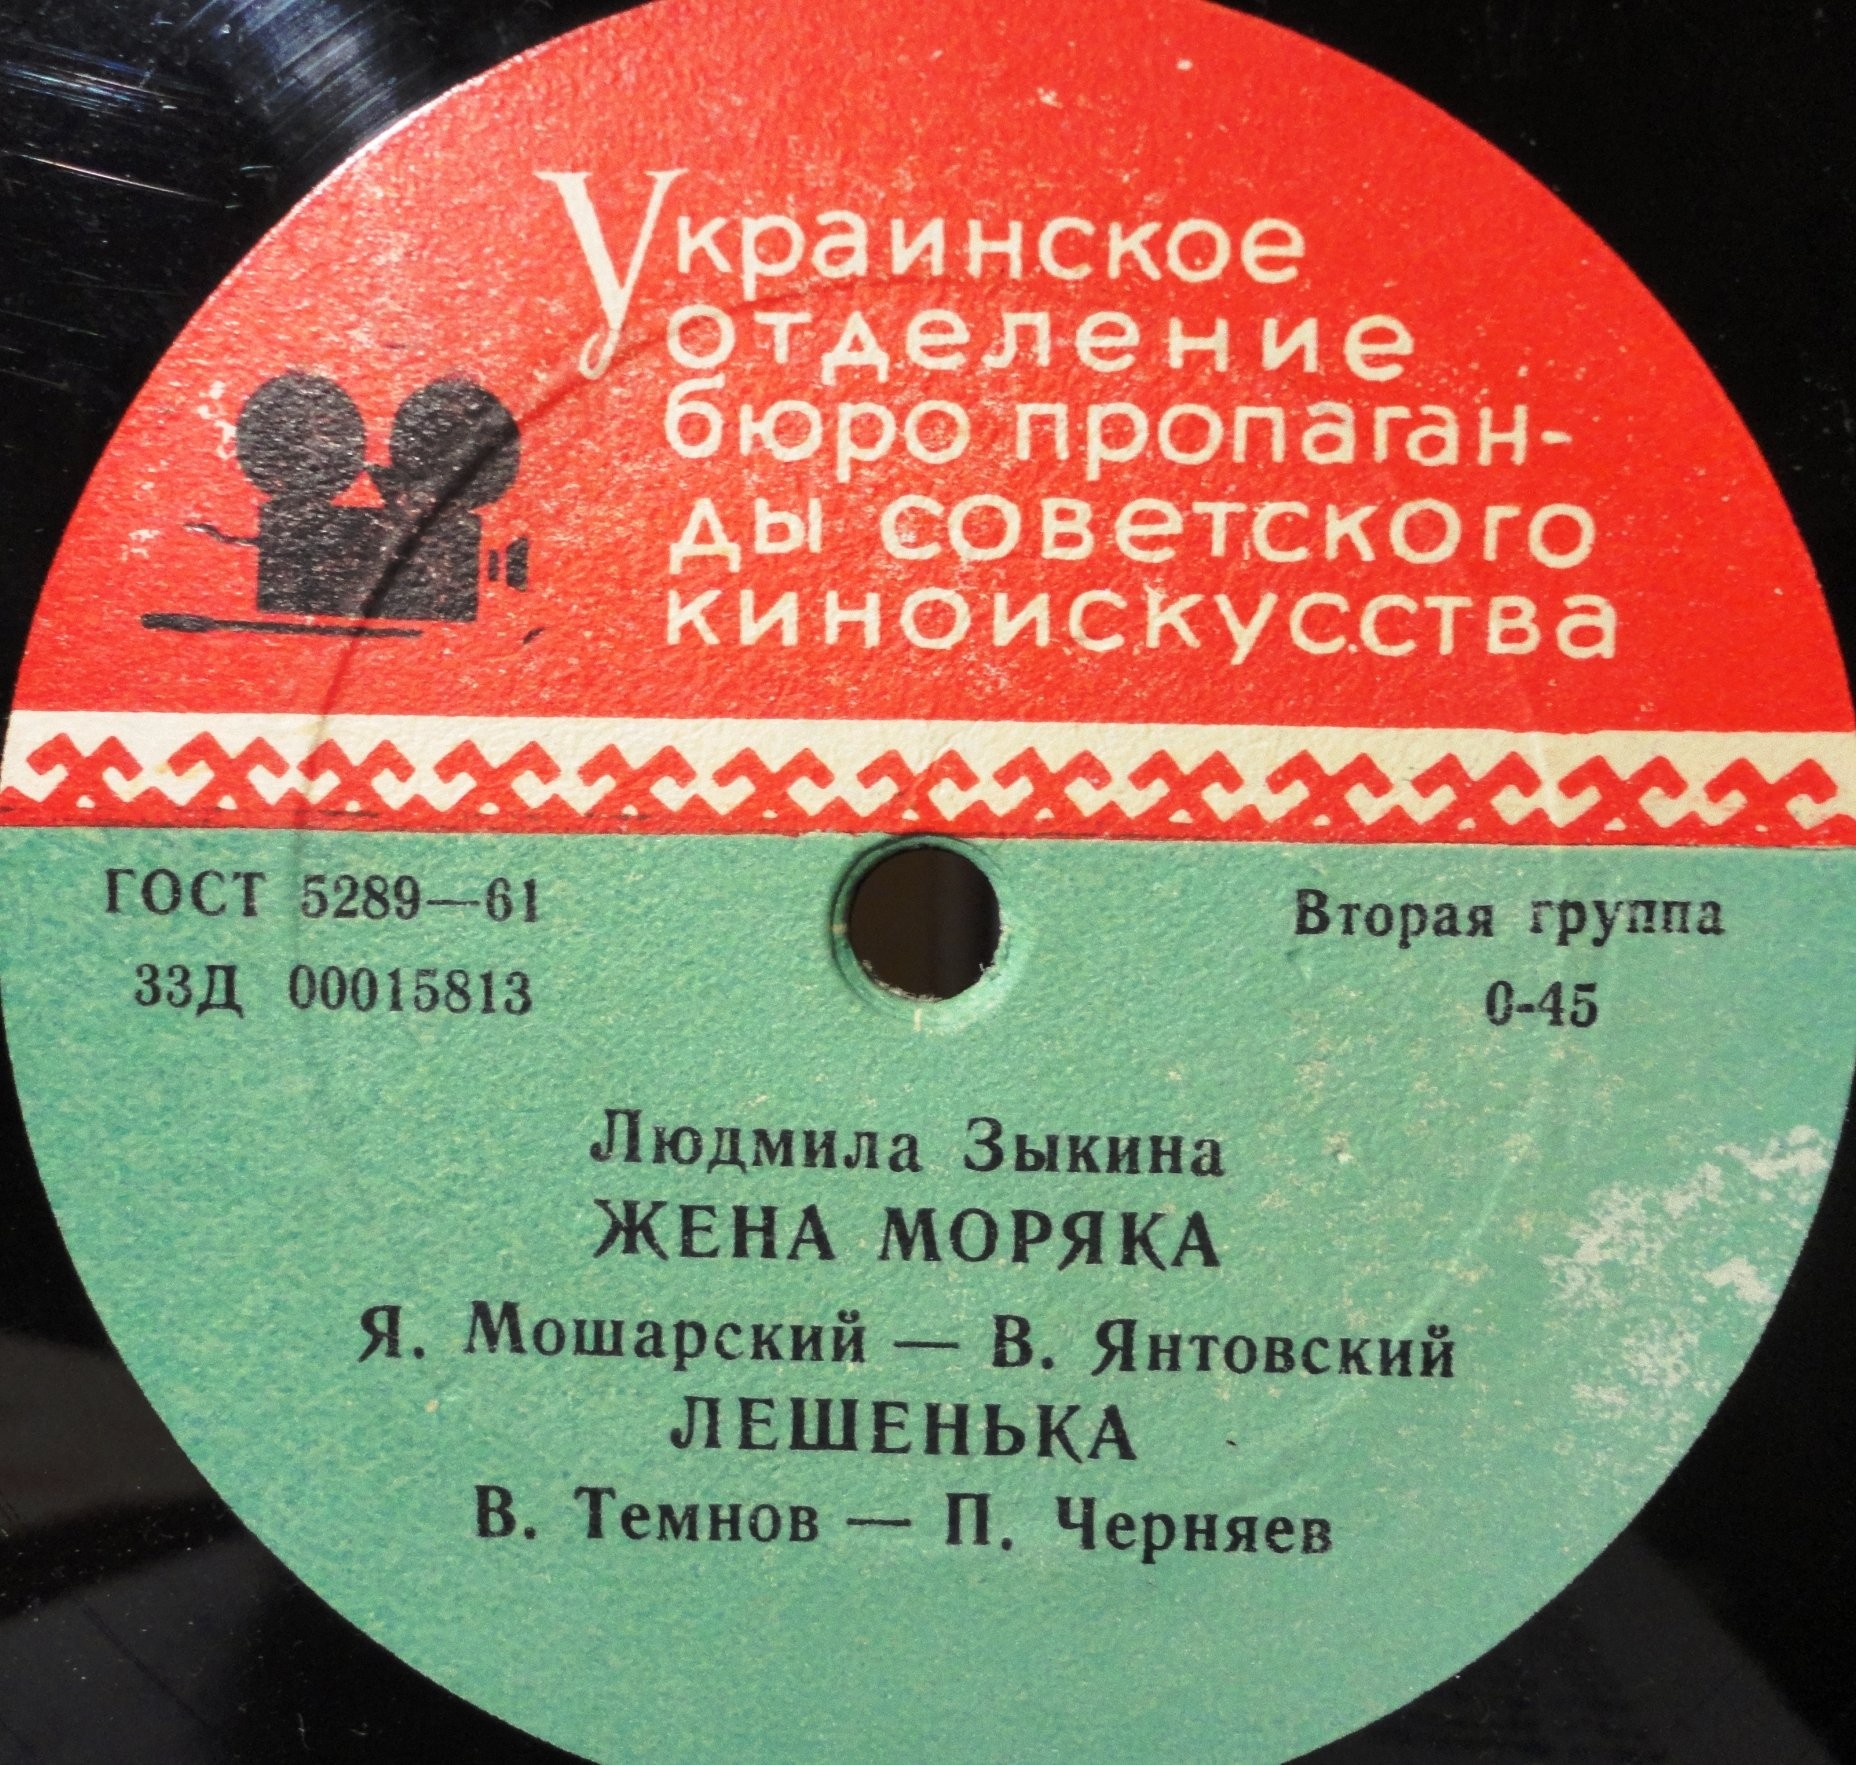 Украинское
отделение
бюро пропаган-
ды советского
киноискусства
ГОСТ 5289—61
33Д 00015813
Вторая группа
0-45
Людмила Зыкина
ЖЕНА МОРЯКА
Я. Мошарский — В. Янтовский
ЛЕШЕНЬКА
В. Темнов — П. Черняев